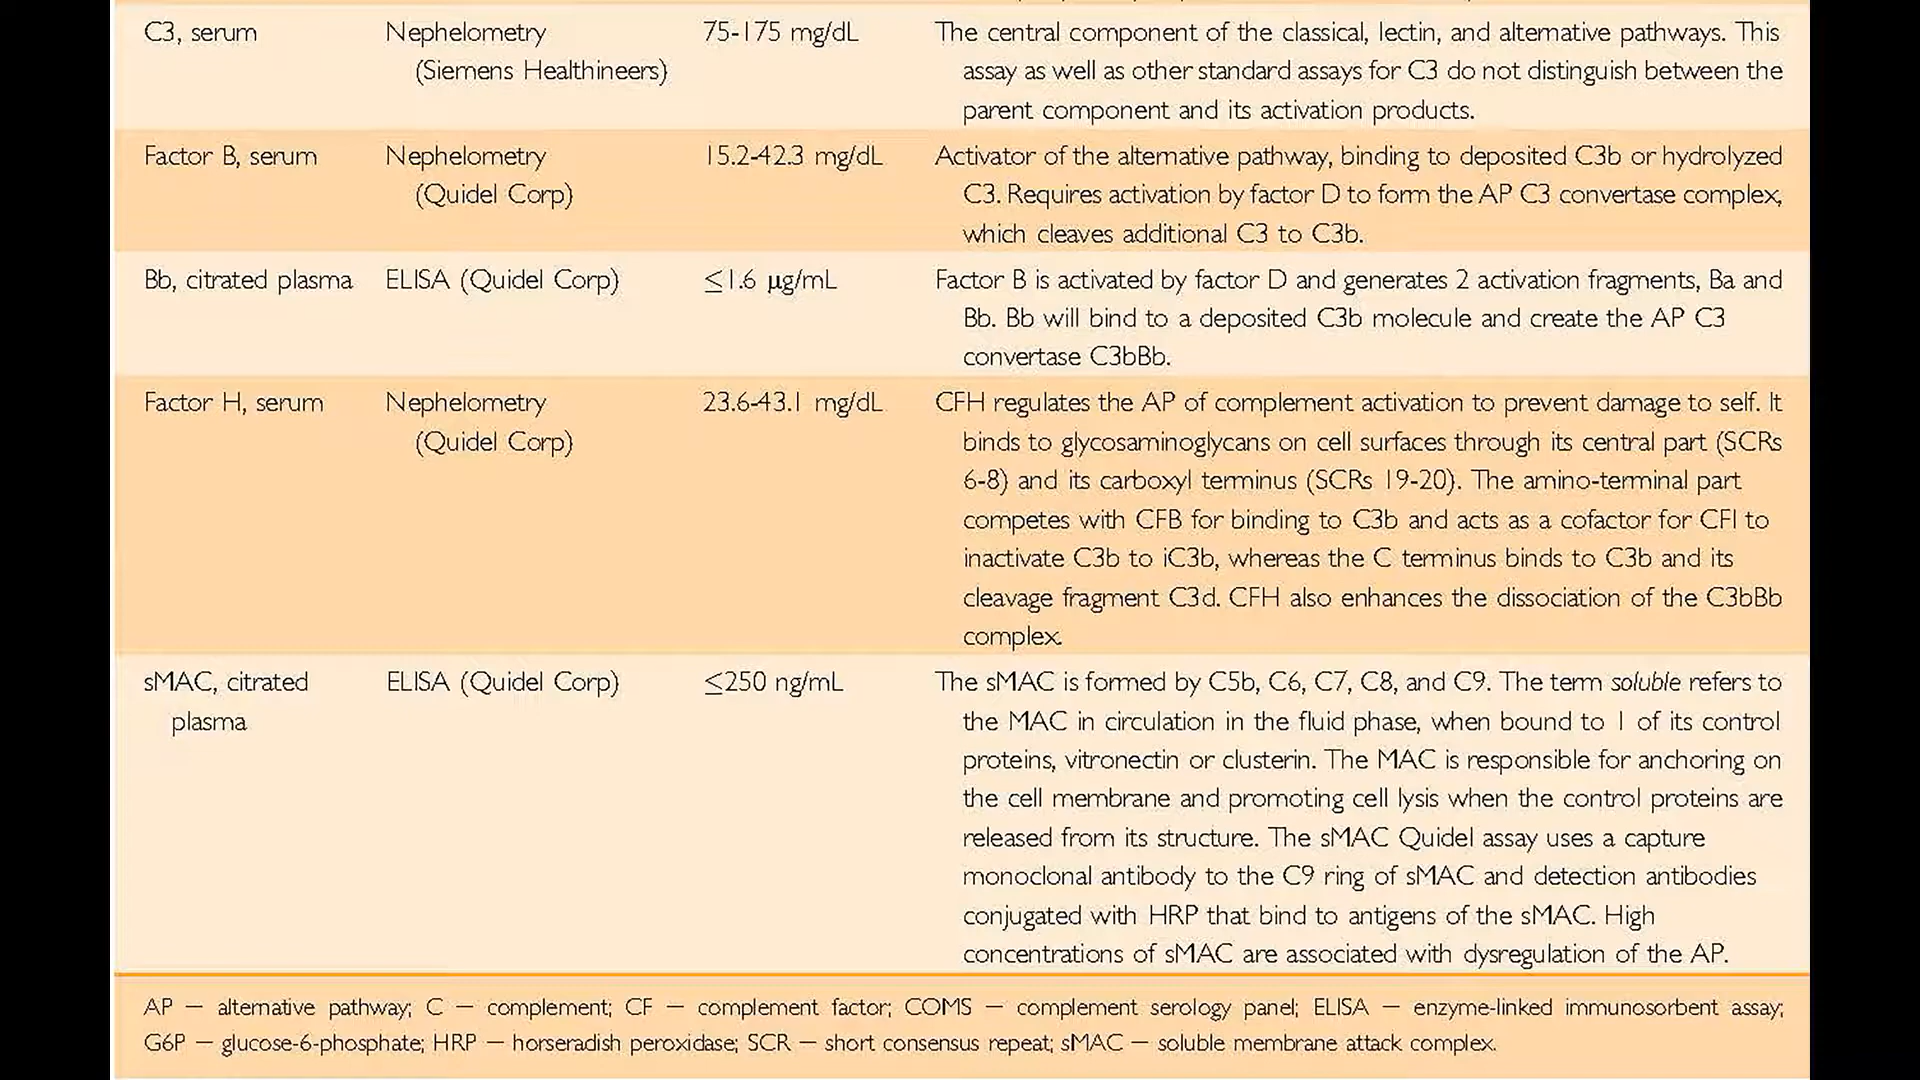 C3, serum
Nephelometry
(Siemens Healthineers)
75-175 mg/dL
The central component of the classical, lectin, and alternative pathways. This
assay as well as other standard assays for C3 do not distinguish between the
parent component and its activation products.
Factor B, serum
Nephelometry
(Quidel Corp)
15.2-42.3 mg/dL
Activator of the alternative pathway, binding to deposited C3b or hydrolyzed
C3. Requires activation by factor D to form the AP C3 convertase complex,
which cleaves additional C3 to C3b.
Bb, citrated plasma
ELISA (Quidel Corp)
≤1.6 μg/mL
Factor B is activated by factor D and generates 2 activation fragments, Ba and
Bb. Bb will bind to a deposited C3b molecule and create the AP C3
convertase C3bBb.
Factor H, serum
Nephelometry
(Quidel Corp)
23.6-43.1 mg/dL
CFH regulates the AP of complement activation to prevent damage to self. It
binds to glycosaminoglycans on cell surfaces through its central part (SCRs
6-8) and its carboxyl terminus (SCRs 19-20). The amino-terminal part
competes with CFB for binding to C3b and acts as a cofactor for CFI to
inactivate C3b to iC3b, whereas the C terminus binds to C3b and its
cleavage fragment C3d. CFH also enhances the dissociation of the C3bBb
complex.
sMAC, citrated
plasma
ELISA (Quidel Corp)
≤250 ng/mL
The sMAC is formed by C5b, C6, C7, C8, and C9. The term soluble refers to
the MAC in circulation in the fluid phase, when bound to 1 of its control
proteins, vitronectin or clusterin. The MAC is responsible for anchoring on
the cell membrane and promoting cell lysis when the control proteins are
released from its structure. The sMAC Quidel assay uses a capture
monoclonal antibody to the C9 ring of sMAC and detection antibodies
conjugated with HRP that bind to antigens of the sMAC. High
concentrations of sMAC are associated with dysregulation of the AP.
AP — alternative pathway; C — complement; CF — complement factor; COMS — complement serology panel; ELISA — enzyme-linked immunosorbent assay;
G6P — glucose-6-phosphate; HRP — horseradish peroxidase; SCR — short consensus repeat; sMAC — soluble membrane attack complex.